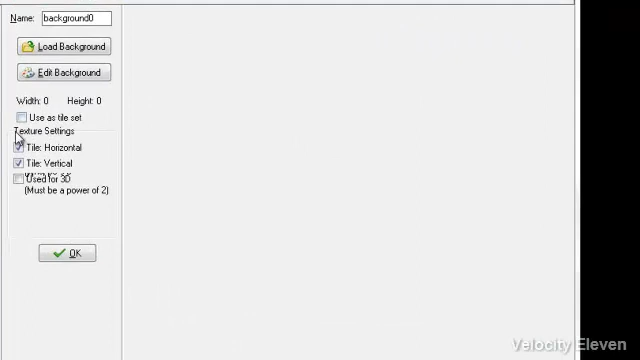 Name: background0
Load Background
Edit Background
Width: 0 Height: 0
Use as tile set
Texture Settings
Tile: Horizontal
Tile: Vertical
Used for 3D
(Must be a power of 2)
OK
Velocity Eleven